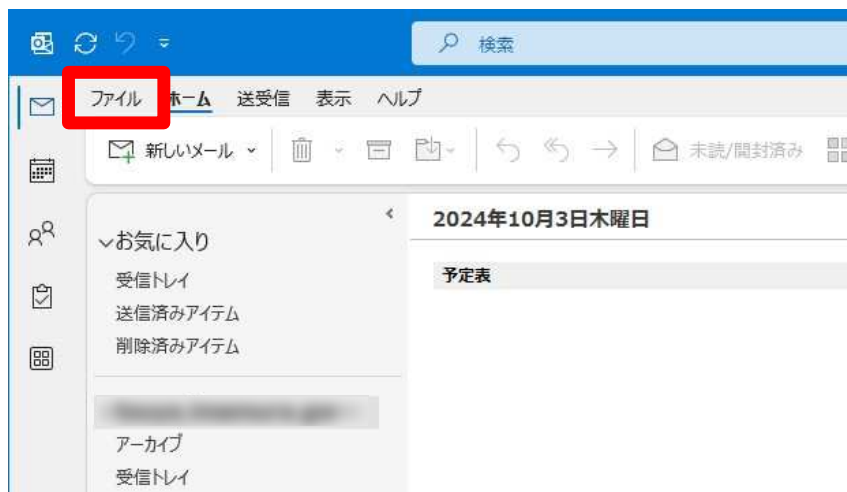 検索
ファイル ホーム 送受信 表示 ヘルプ
新しいメール 未読/開封済み
お気に入り
受信トレイ
送信済みアイテム
削除済みアイテム
アーカイブ
受信トレイ
2024年10月3日木曜日
予定表